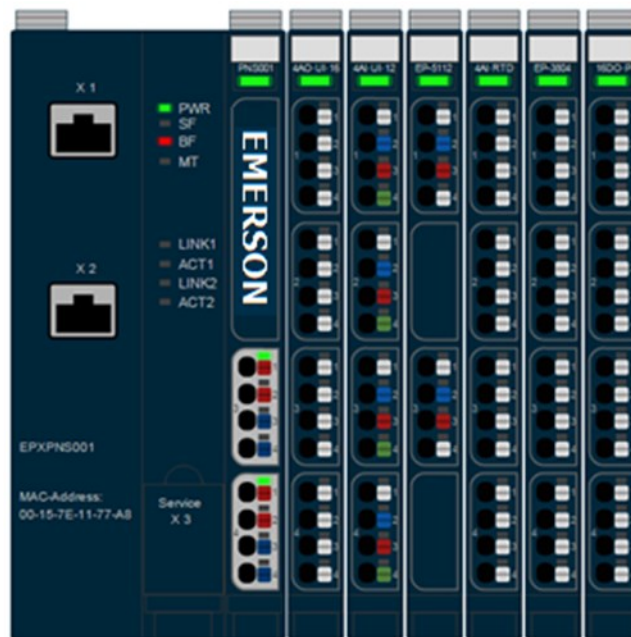 PNS001 4AO-UI-16 4AI-UI-12 EP-5112 4AI-RTD EP-3804 16DO-P
X 1
PWR
SF
BF
MT
EMERSON
X 2
LINK1
ACT1
LINK2
ACT2
EPXPNS001
MAC-Address:
00-15-7E-11-77-A8
Service
X 3